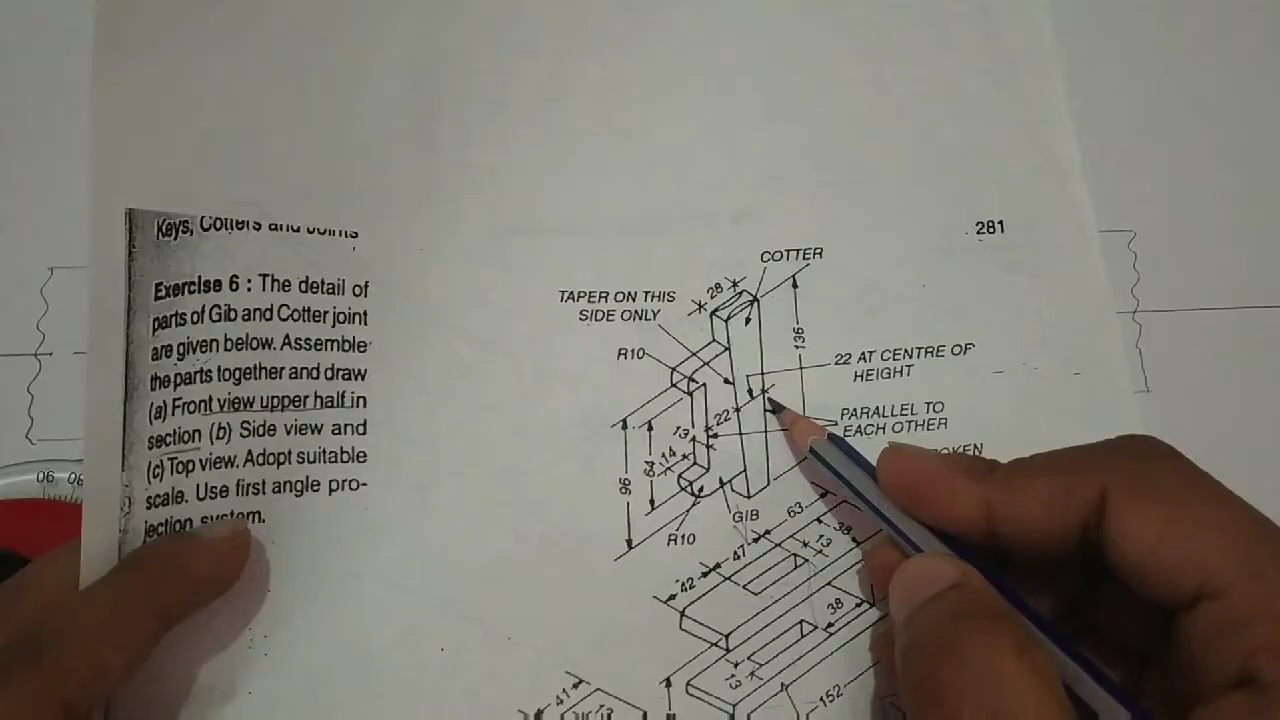 Keys, Cotters and Joints
281
Exercise 6 : The detail of
parts of Gib and Cotter joint
are given below. Assemble
the parts together and draw
(a) Front view upper half in
section (b) Side view and
(c) Top view. Adopt suitable
scale. Use first angle pro-
jection system.
COTTER
28
TAPER ON THIS
SIDE ONLY
136
R10
22 AT CENTRE OF
HEIGHT
22
PARALLEL TO
EACH OTHER
13
14
64
96
GIB
R10
63
38
13
47
42
38
13
152
41
06